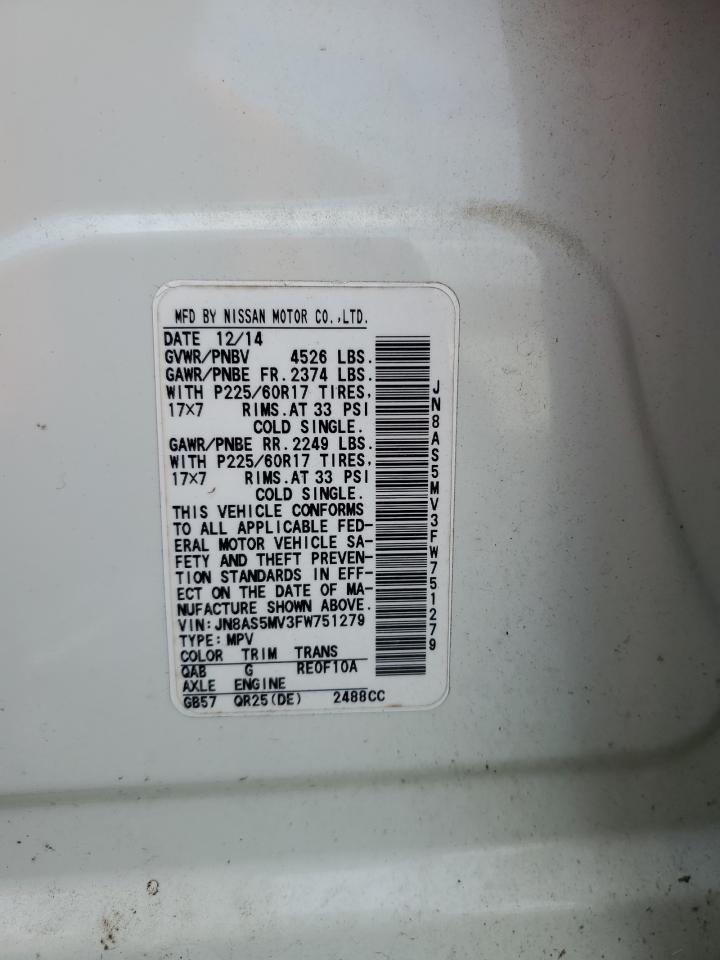 MFD BY NISSAN MOTOR CO.,LTD.
DATE 12/14
GVWR/PNBV 4526 LBS.
GAWR/PNBE FR. 2374 LBS.
WITH P225/60R17 TIRES,
17×7 RIMS.AT 33 PSI
COLD SINGLE.
GAWR/PNBE RR. 2249 LBS.
WITH P225/60R17 TIRES,
17×7 RIMS.AT 33 PSI
COLD SINGLE.
THIS VEHICLE CONFORMS
TO ALL APPLICABLE FED-
ERAL MOTOR VEHICLE SA-
FETY AND THEFT PREVEN-
TION STANDARDS IN EFF-
ECT ON THE DATE OF MA-
NUFACTURE SHOWN ABOVE.
VIN:JN8AS5MV3FW751279
TYPE:MPV
COLOR TRIM TRANS
QAB G RE0F10A
AXLE ENGINE
GB57 QR25(DE) 2488CC
JN8AS5MV3FW751279